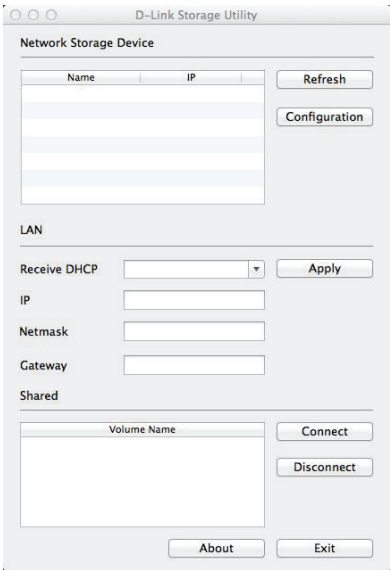 D-Link Storage Utility
Network Storage Device
Name IP
Refresh
Configuration
LAN
Receive DHCP
Apply
IP
Netmask
Gateway
Shared
Volume Name
Connect
Disconnect
About Exit